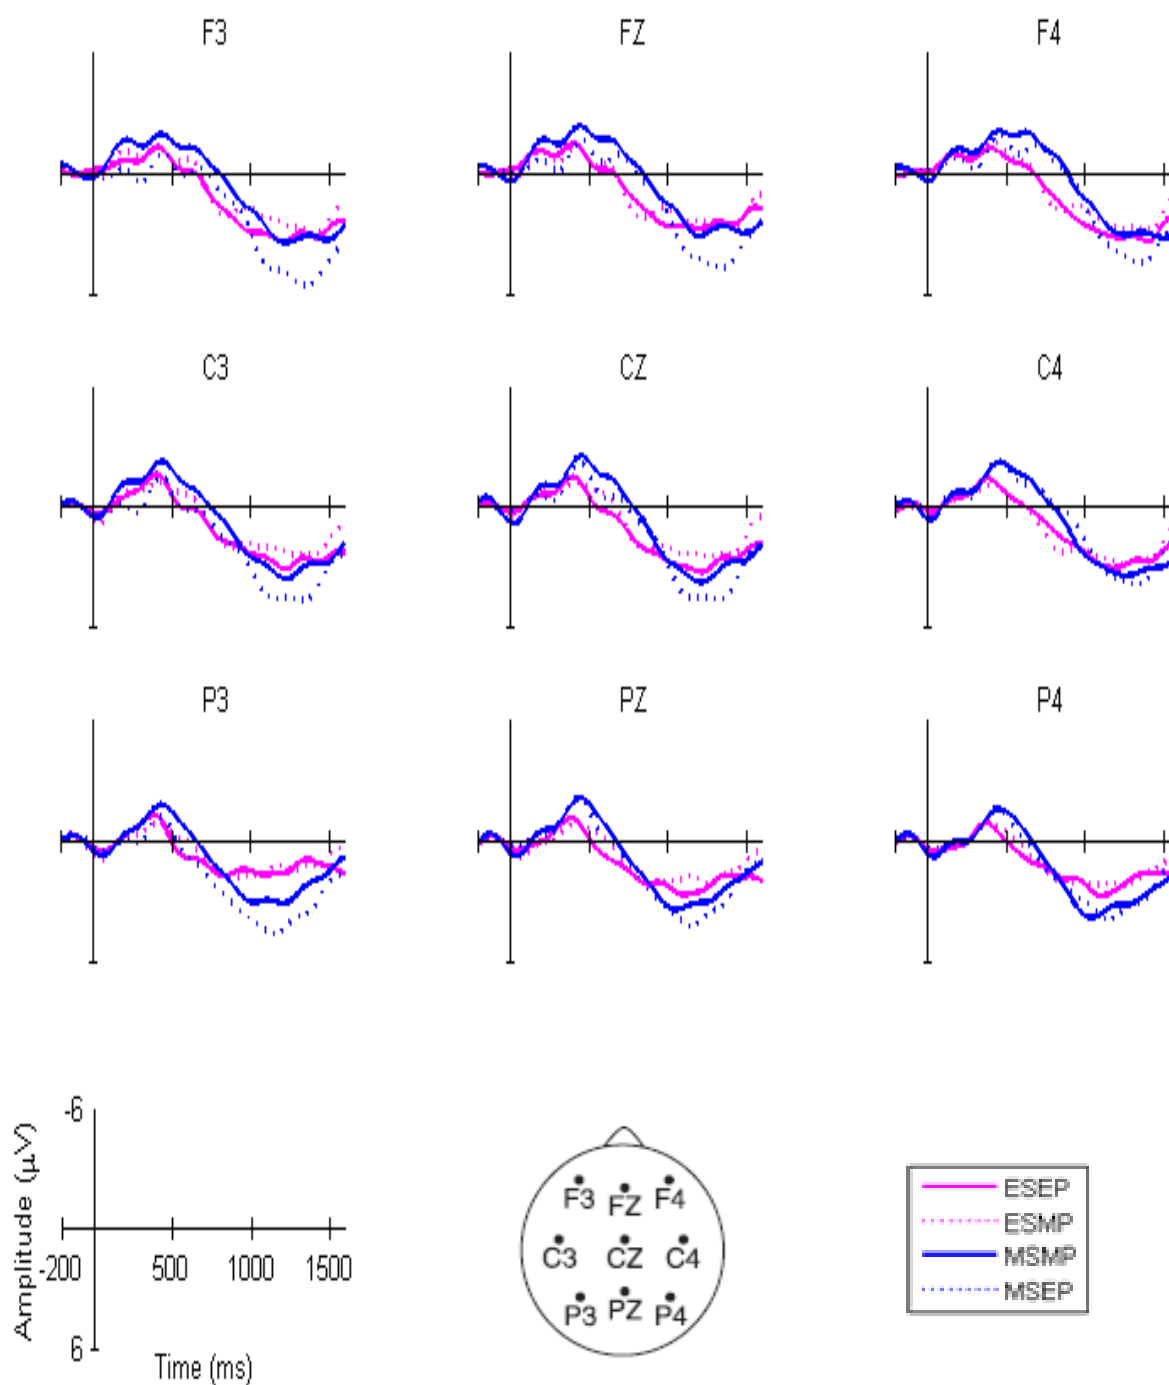 F3 FZ F4
C3 CZ C4
P3 PZ P4
Amplitude (µV)
-6
-200 500 1000 1500
6
Time (ms)
F3 FZ F4
C3 CZ C4
P3 PZ P4
ESEP
ESMP
MSMP
MSEP